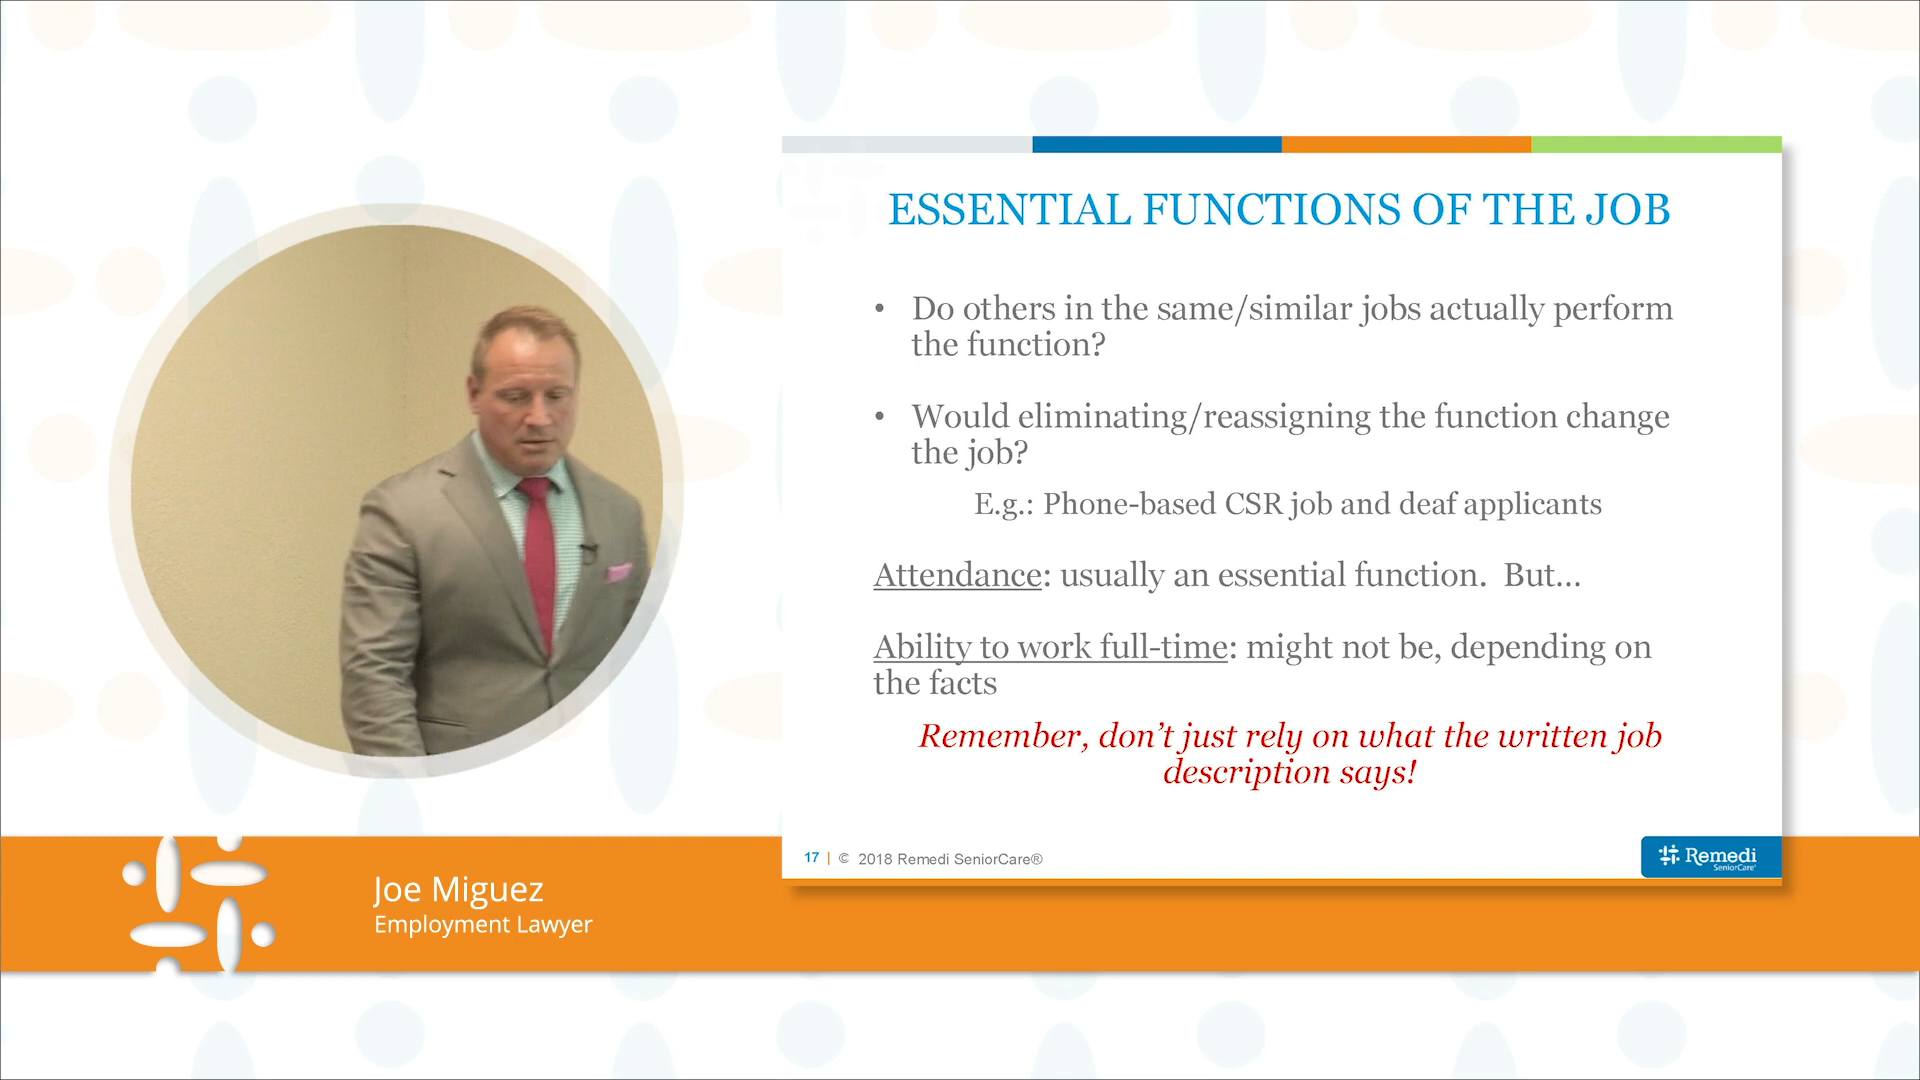 ESSENTIAL FUNCTIONS OF THE JOB
• Do others in the same/similar jobs actually perform
the function?
• Would eliminating/reassigning the function change
the job?
E.g.: Phone-based CSR job and deaf applicants
Attendance: usually an essential function.  But...
Ability to work full-time: might not be, depending on
the facts
Remember, don't just rely on what the written job
description says!
17 | © 2018 Remedi SeniorCare®
Remedi
SeniorCare®
Joe Miguez
Employment Lawyer